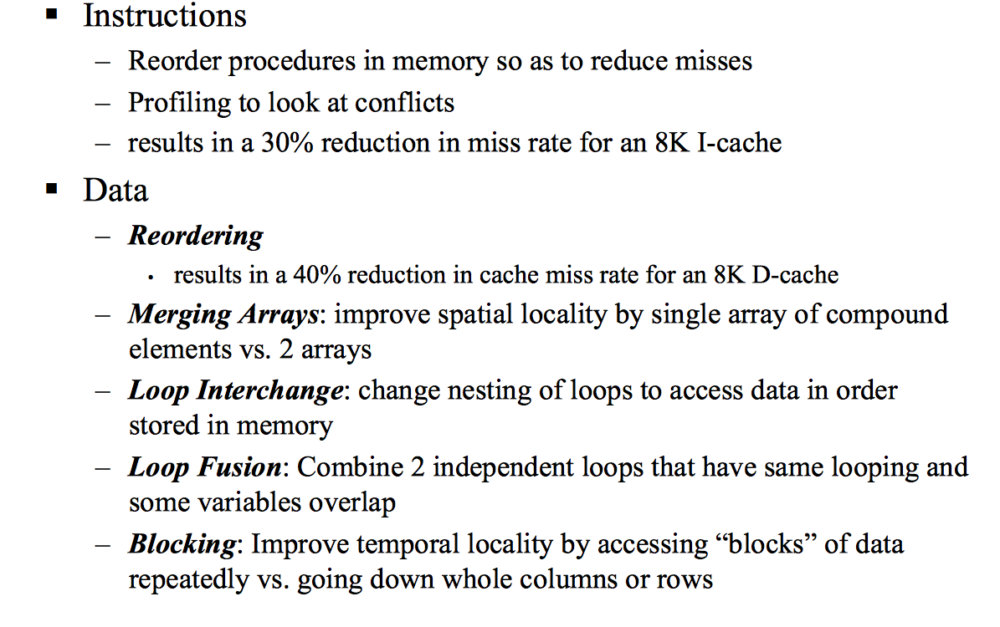 ▪ Instructions
– Reorder procedures in memory so as to reduce misses
– Profiling to look at conflicts
– results in a 30% reduction in miss rate for an 8K I-cache
▪ Data
– Reordering
• results in a 40% reduction in cache miss rate for an 8K D-cache
– Merging Arrays: improve spatial locality by single array of compound
elements vs. 2 arrays
– Loop Interchange: change nesting of loops to access data in order
stored in memory
– Loop Fusion: Combine 2 independent loops that have same looping and
some variables overlap
– Blocking: Improve temporal locality by accessing “blocks” of data
repeatedly vs. going down whole columns or rows